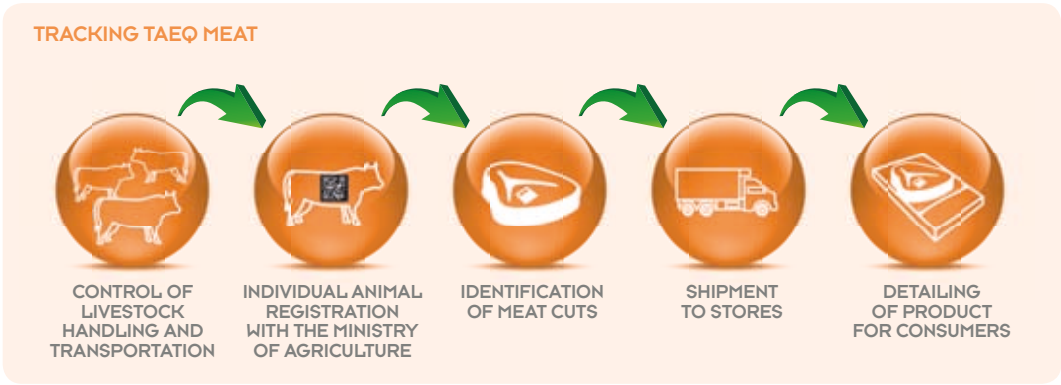 TRACKING TAEQ MEAT
CONTROL OF
LIVESTOCK
HANDLING AND
TRANSPORTATION
INDIVIDUAL ANIMAL
REGISTRATION
WITH THE MINISTRY
OF AGRICULTURE
IDENTIFICATION
OF MEAT CUTS
SHIPMENT
TO STORES
DETAILING
OF PRODUCT
FOR CONSUMERS